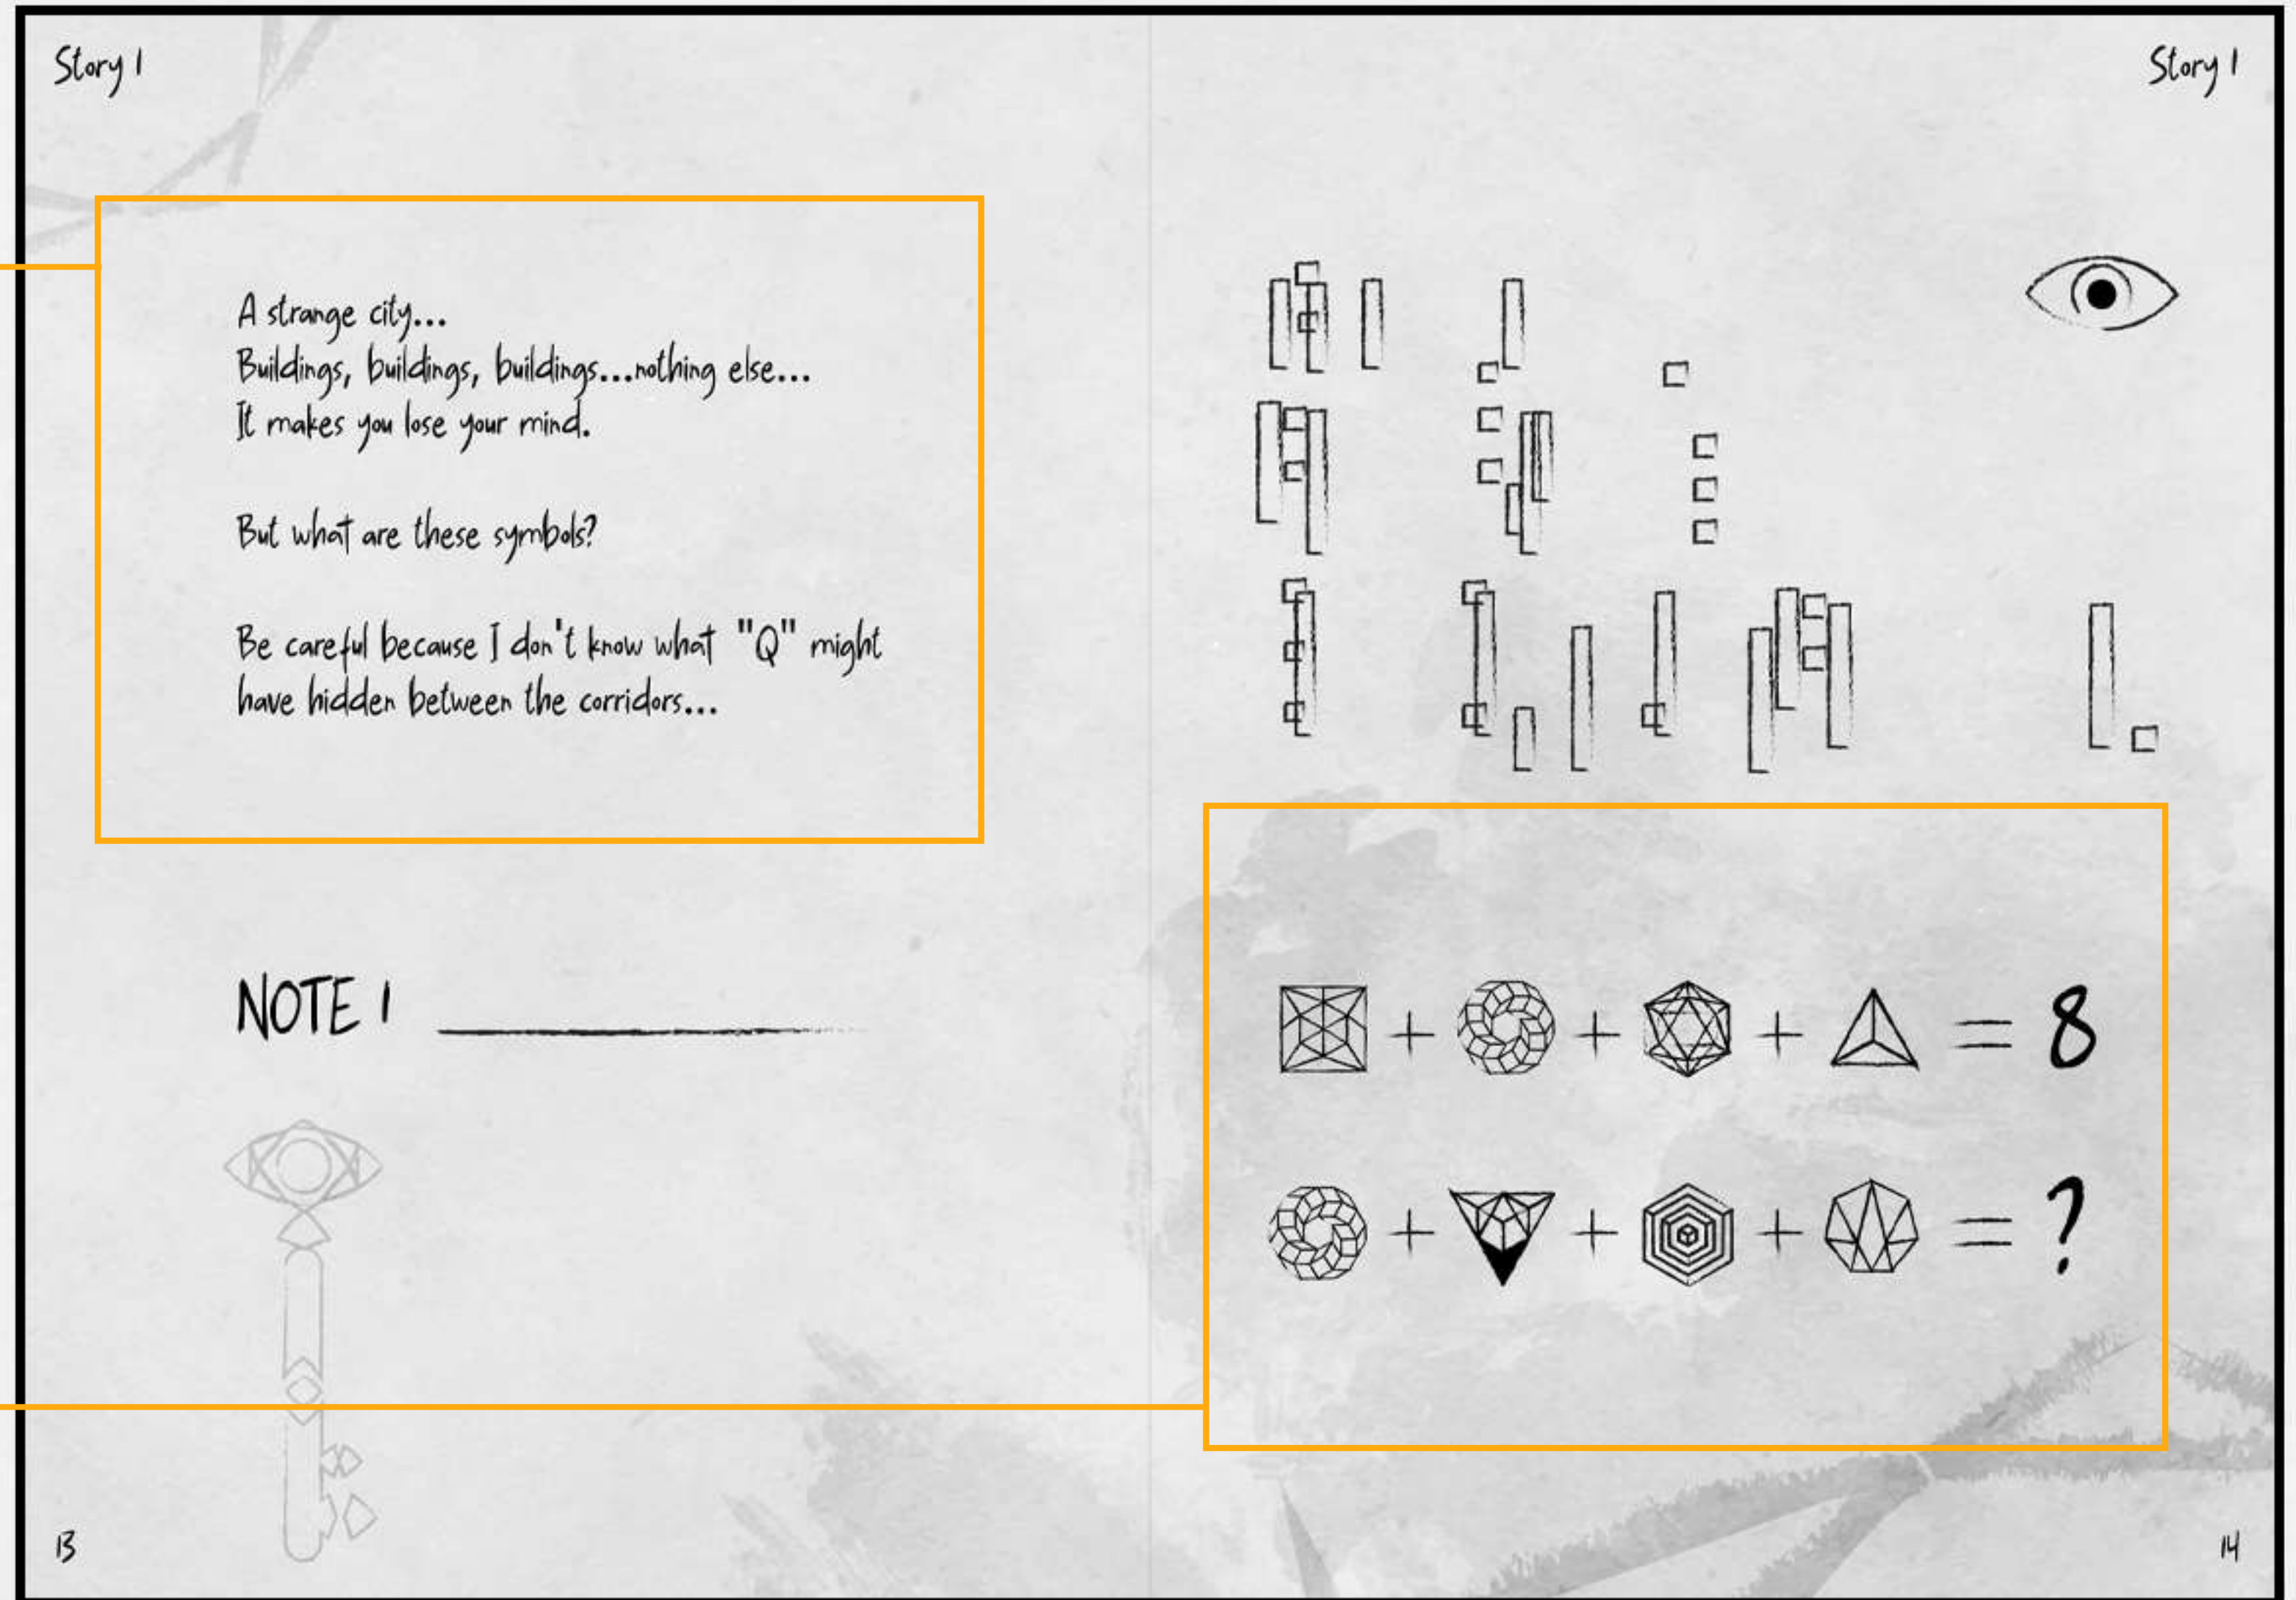 Story 1
Story 1
A strange city...
Buildings, buildings, buildings...nothing else...
It makes you lose your mind.
But what are these symbols?
Be careful because I don't know what "Q" might
have hidden between the corridors...
NOTE 1
+ + + = 8
+ + + = ?
13
14